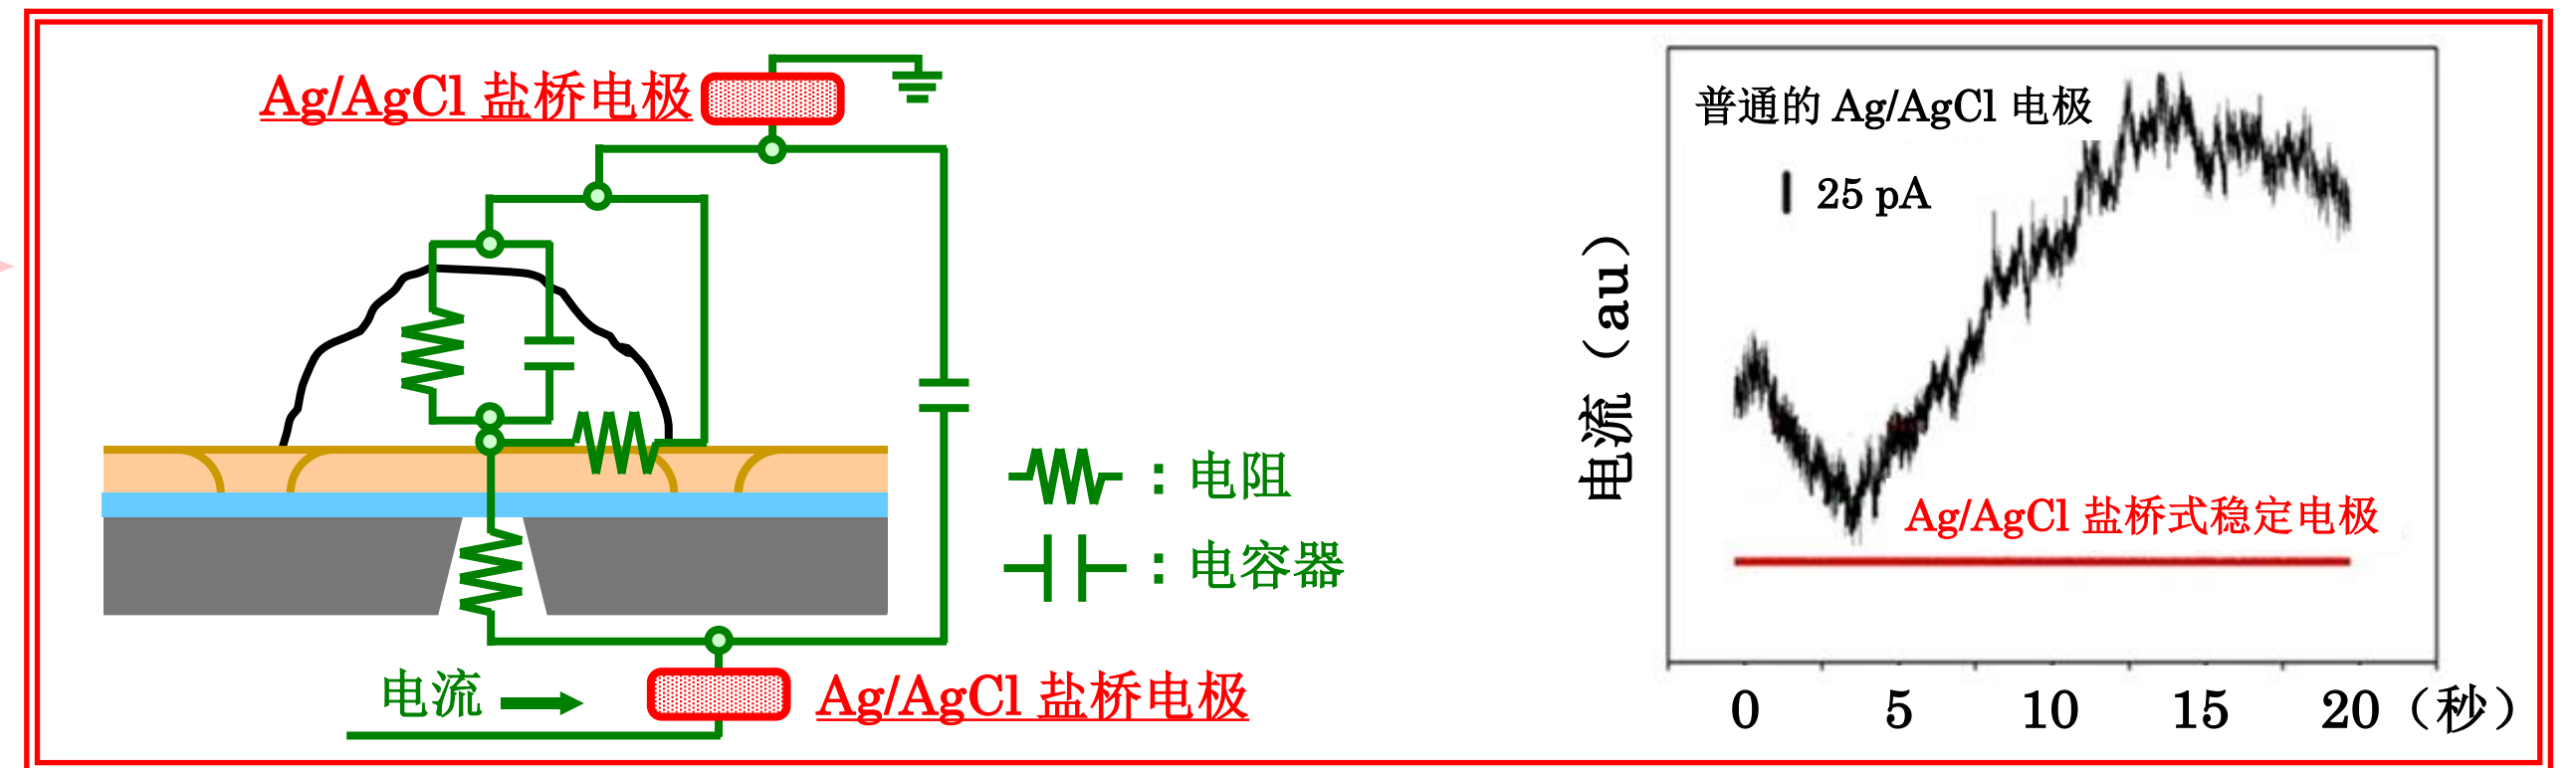 Ag/AgCl 盐桥电极
：电阻
：电容器
电流
Ag/AgCl 盐桥电极
普通的 Ag/AgCl 电极
25 pA
电流（au）
Ag/AgCl 盐桥式稳定电极
0 5 10 15 20（秒）